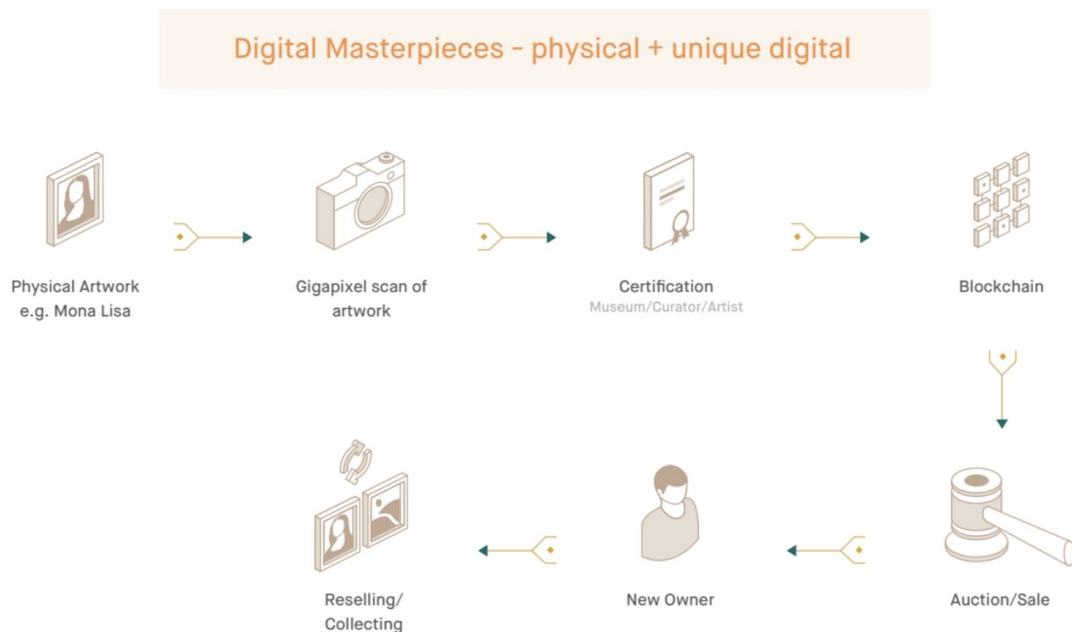 Digital Masterpieces - physical + unique digital
Physical Artwork
e.g. Mona Lisa
Gigapixel scan of
artwork
Certification
Museum/Curator/Artist
Blockchain
Reselling/
Collecting
New Owner
Auction/Sale